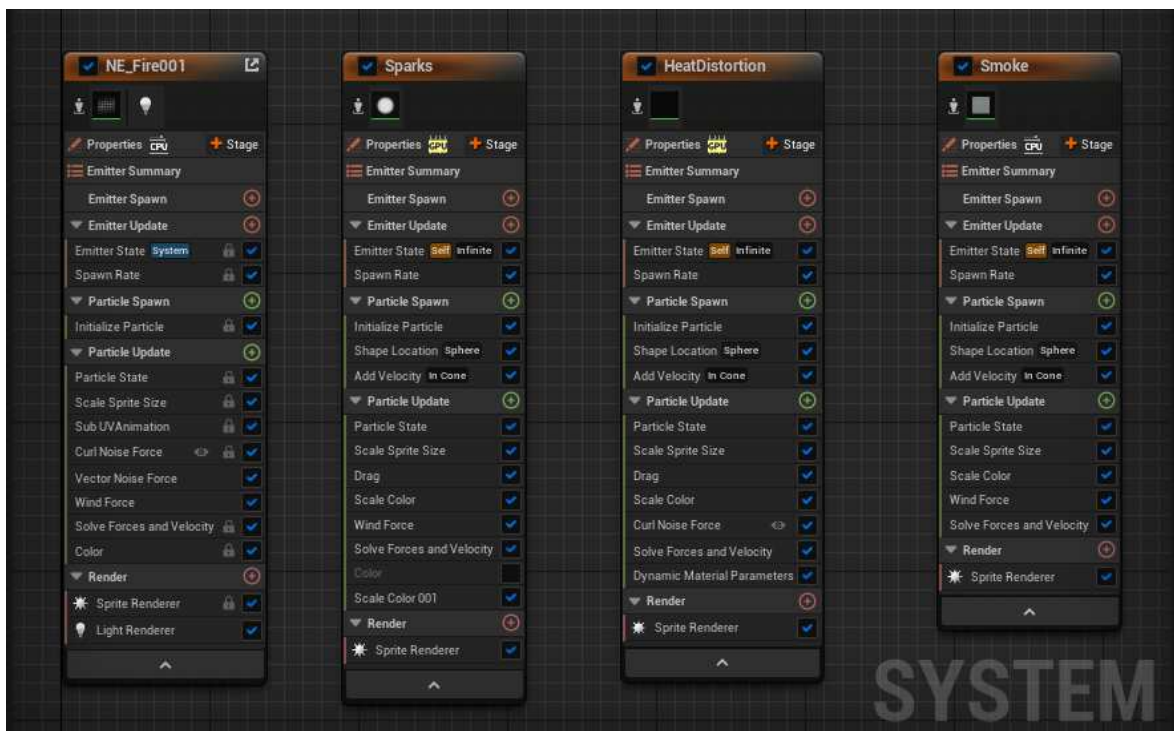 NE_Fire001
Properties CPU + Stage
Emitter Summary
Emitter Spawn
Emitter Update
Emitter State System
Spawn Rate
Particle Spawn
Initialize Particle
Particle Update
Particle State
Scale Sprite Size
Sub UVAnimation
Curl Noise Force
Vector Noise Force
Wind Force
Solve Forces and Velocity
Color
Render
Sprite Renderer
Light Renderer
Sparks
Properties GPU + Stage
Emitter Summary
Emitter Spawn
Emitter Update
Emitter State Self Infinite
Spawn Rate
Particle Spawn
Initialize Particle
Shape Location Sphere
Add Velocity In Cone
Particle Update
Particle State
Scale Sprite Size
Drag
Scale Color
Wind Force
Solve Forces and Velocity
Color
Scale Color 001
Render
Sprite Renderer
HeatDistortion
Properties GPU + Stage
Emitter Summary
Emitter Spawn
Emitter Update
Emitter State Self Infinite
Spawn Rate
Particle Spawn
Initialize Particle
Shape Location Sphere
Add Velocity In Cone
Particle Update
Particle State
Scale Sprite Size
Drag
Scale Color
Curl Noise Force
Solve Forces and Velocity
Dynamic Material Parameters
Render
Sprite Renderer
Smoke
Properties CPU + Stage
Emitter Summary
Emitter Spawn
Emitter Update
Emitter State Self Infinite
Spawn Rate
Particle Spawn
Initialize Particle
Shape Location Sphere
Add Velocity In Cone
Particle Update
Particle State
Scale Sprite Size
Scale Color
Wind Force
Solve Forces and Velocity
Render
Sprite Renderer
SYSTEM